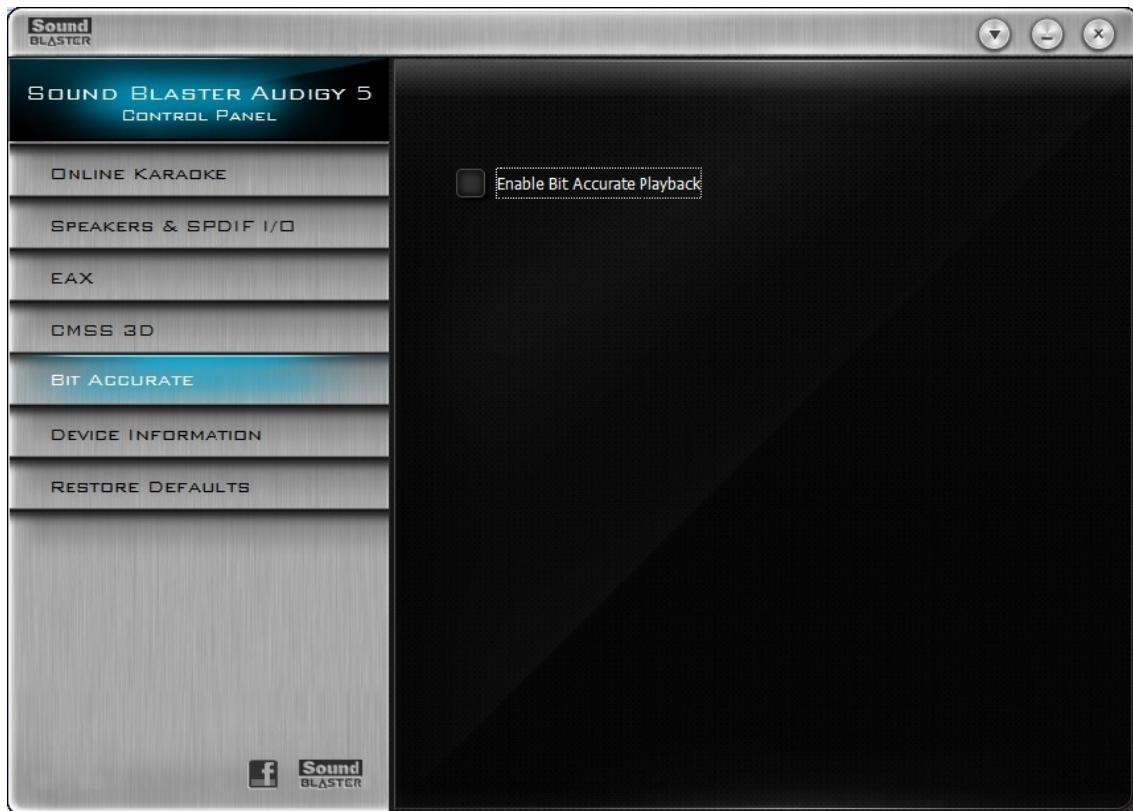 Sound
BLASTER
SOUND BLASTER AUDIGY 5
CONTROL PANEL
ONLINE KARAOKE
SPEAKERS & SPDIF I/O
EAX
CMSS 3D
BIT ACCURATE
DEVICE INFORMATION
RESTORE DEFAULTS
Enable Bit Accurate Playback
f
Sound
BLASTER